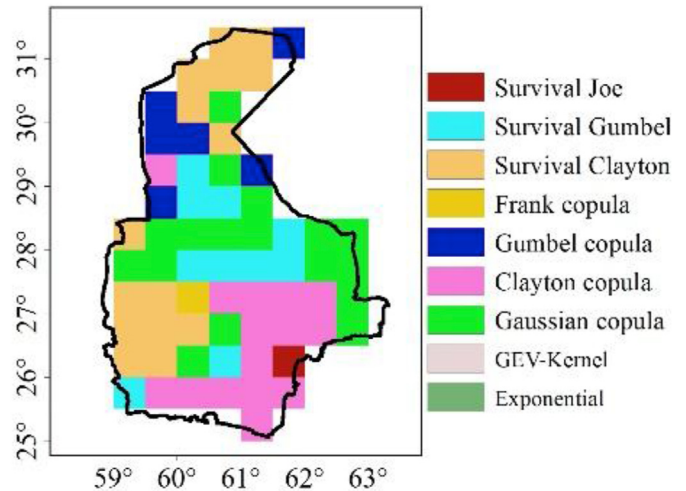 31°
30°
29°
28°
27°
26°
25°
59° 60° 61° 62° 63°
Survival Joe
Survival Gumbel
Survival Clayton
Frank copula
Gumbel copula
Clayton copula
Gaussian copula
GEV-Kernel
Exponential